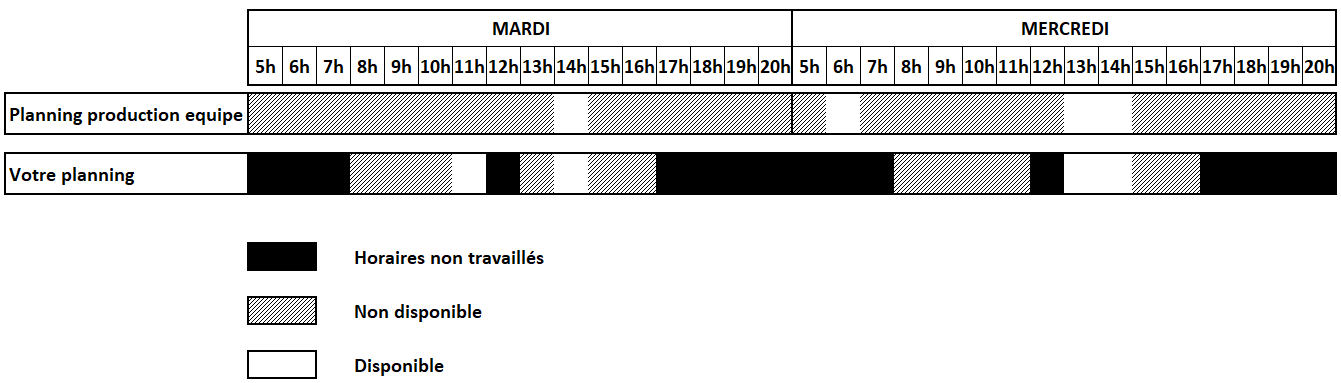 MARDI MERCREDI
5h 6h 7h 8h 9h 10h 11h 12h 13h 14h 15h 16h 17h 18h 19h 20h 5h 6h 7h 8h 9h 10h 11h 12h 13h 14h 15h 16h 17h 18h 19h 20h
Planning production equipe
Votre planning
Horaires non travaillés
Non disponible
Disponible